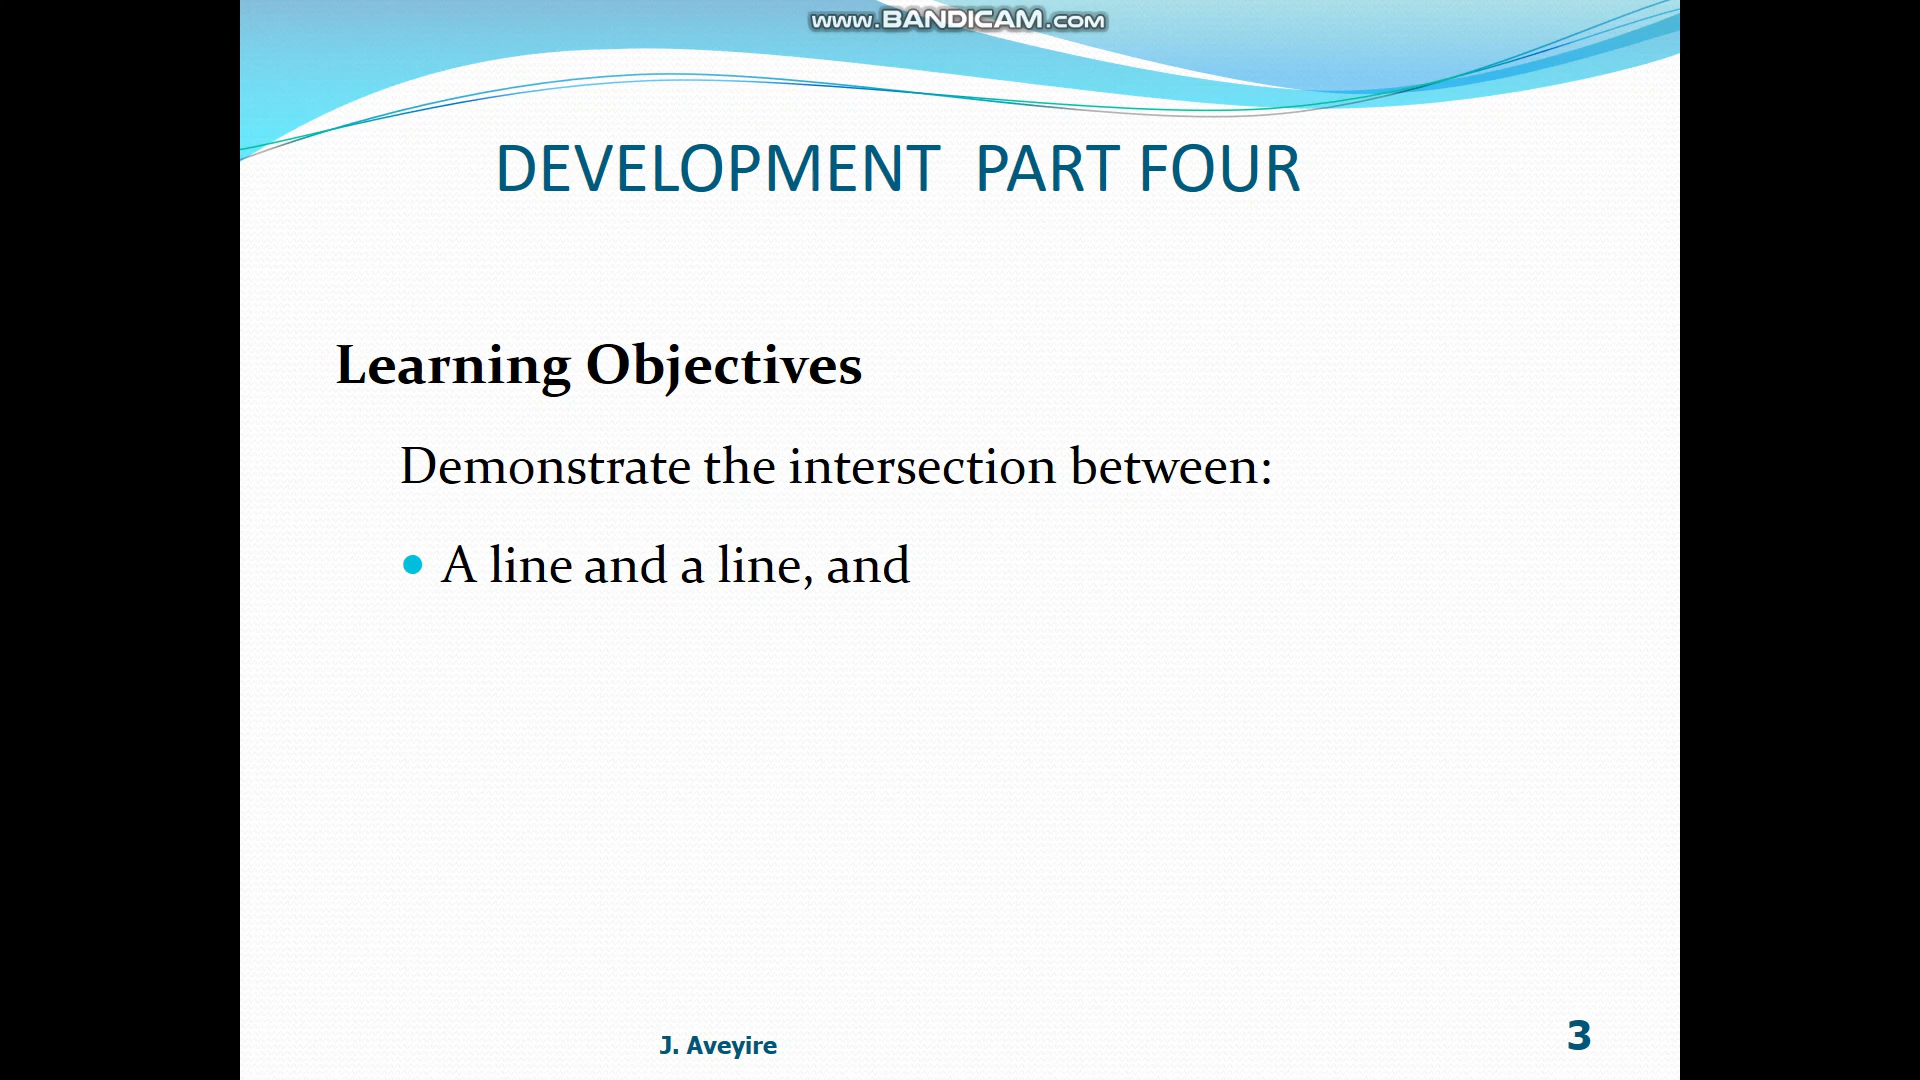 www.BANDICAM.com
DEVELOPMENT PART FOUR
Learning Objectives
Demonstrate the intersection between:
• A line and a line, and
J. Aveyire
3